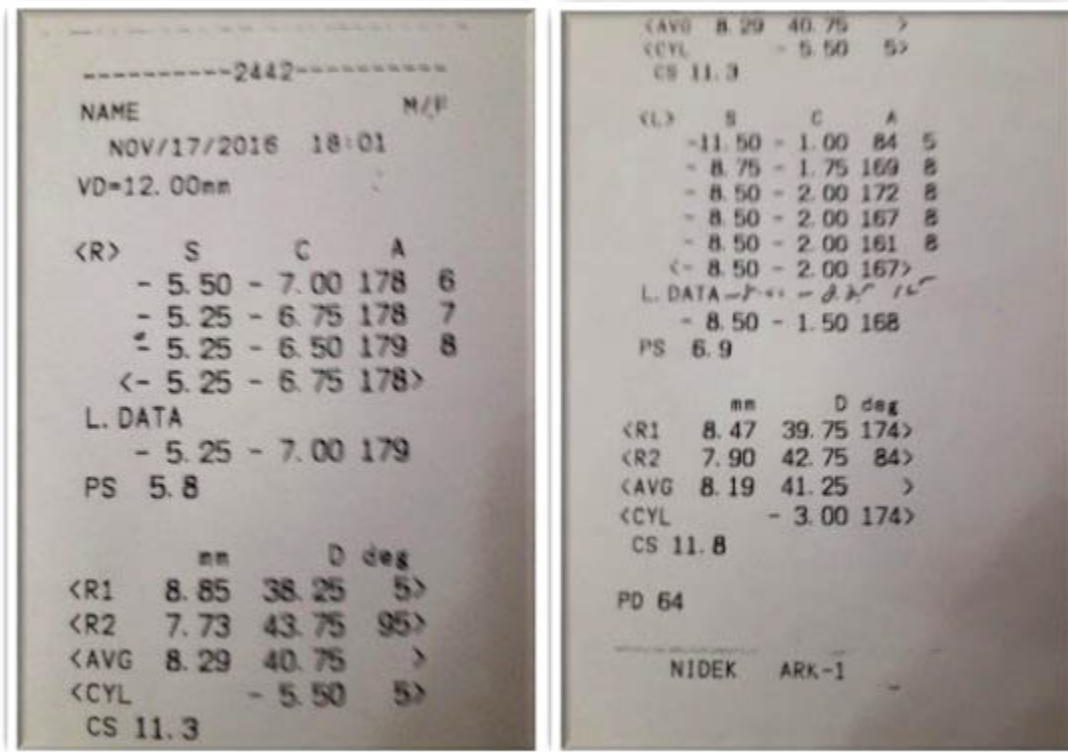 ----------2442----------
NAME M/F
NOV/17/2016 18:01
VD=12.00mm
<R> S C A
- 5.50 - 7.00 178 6
- 5.25 - 6.75 178 7
- 5.25 - 6.50 179 8
<- 5.25 - 6.75 178>
L.DATA
- 5.25 - 7.00 179
PS 5.8
mm D deg
<R1 8.85 38.25 5>
<R2 7.73 43.75 95>
<AVG 8.29 40.75 >
<CYL - 5.50 5>
CS 11.3
<AVG 8.29 40.75 >
<CYL - 5.50 5>
CS 11.3
<L> S C A
-11.50 - 1.00 84 5
- 8.75 - 1.75 169 8
- 8.50 - 2.00 172 8
- 8.50 - 2.00 167 8
- 8.50 - 2.00 161 8
<- 8.50 - 2.00 167>
L.DATA
- 8.50 - 1.50 168
PS 6.9
mm D deg
<R1 8.47 39.75 174>
<R2 7.90 42.75 84>
<AVG 8.19 41.25 >
<CYL - 3.00 174>
CS 11.8
PD 64
NIDEK ARK-1